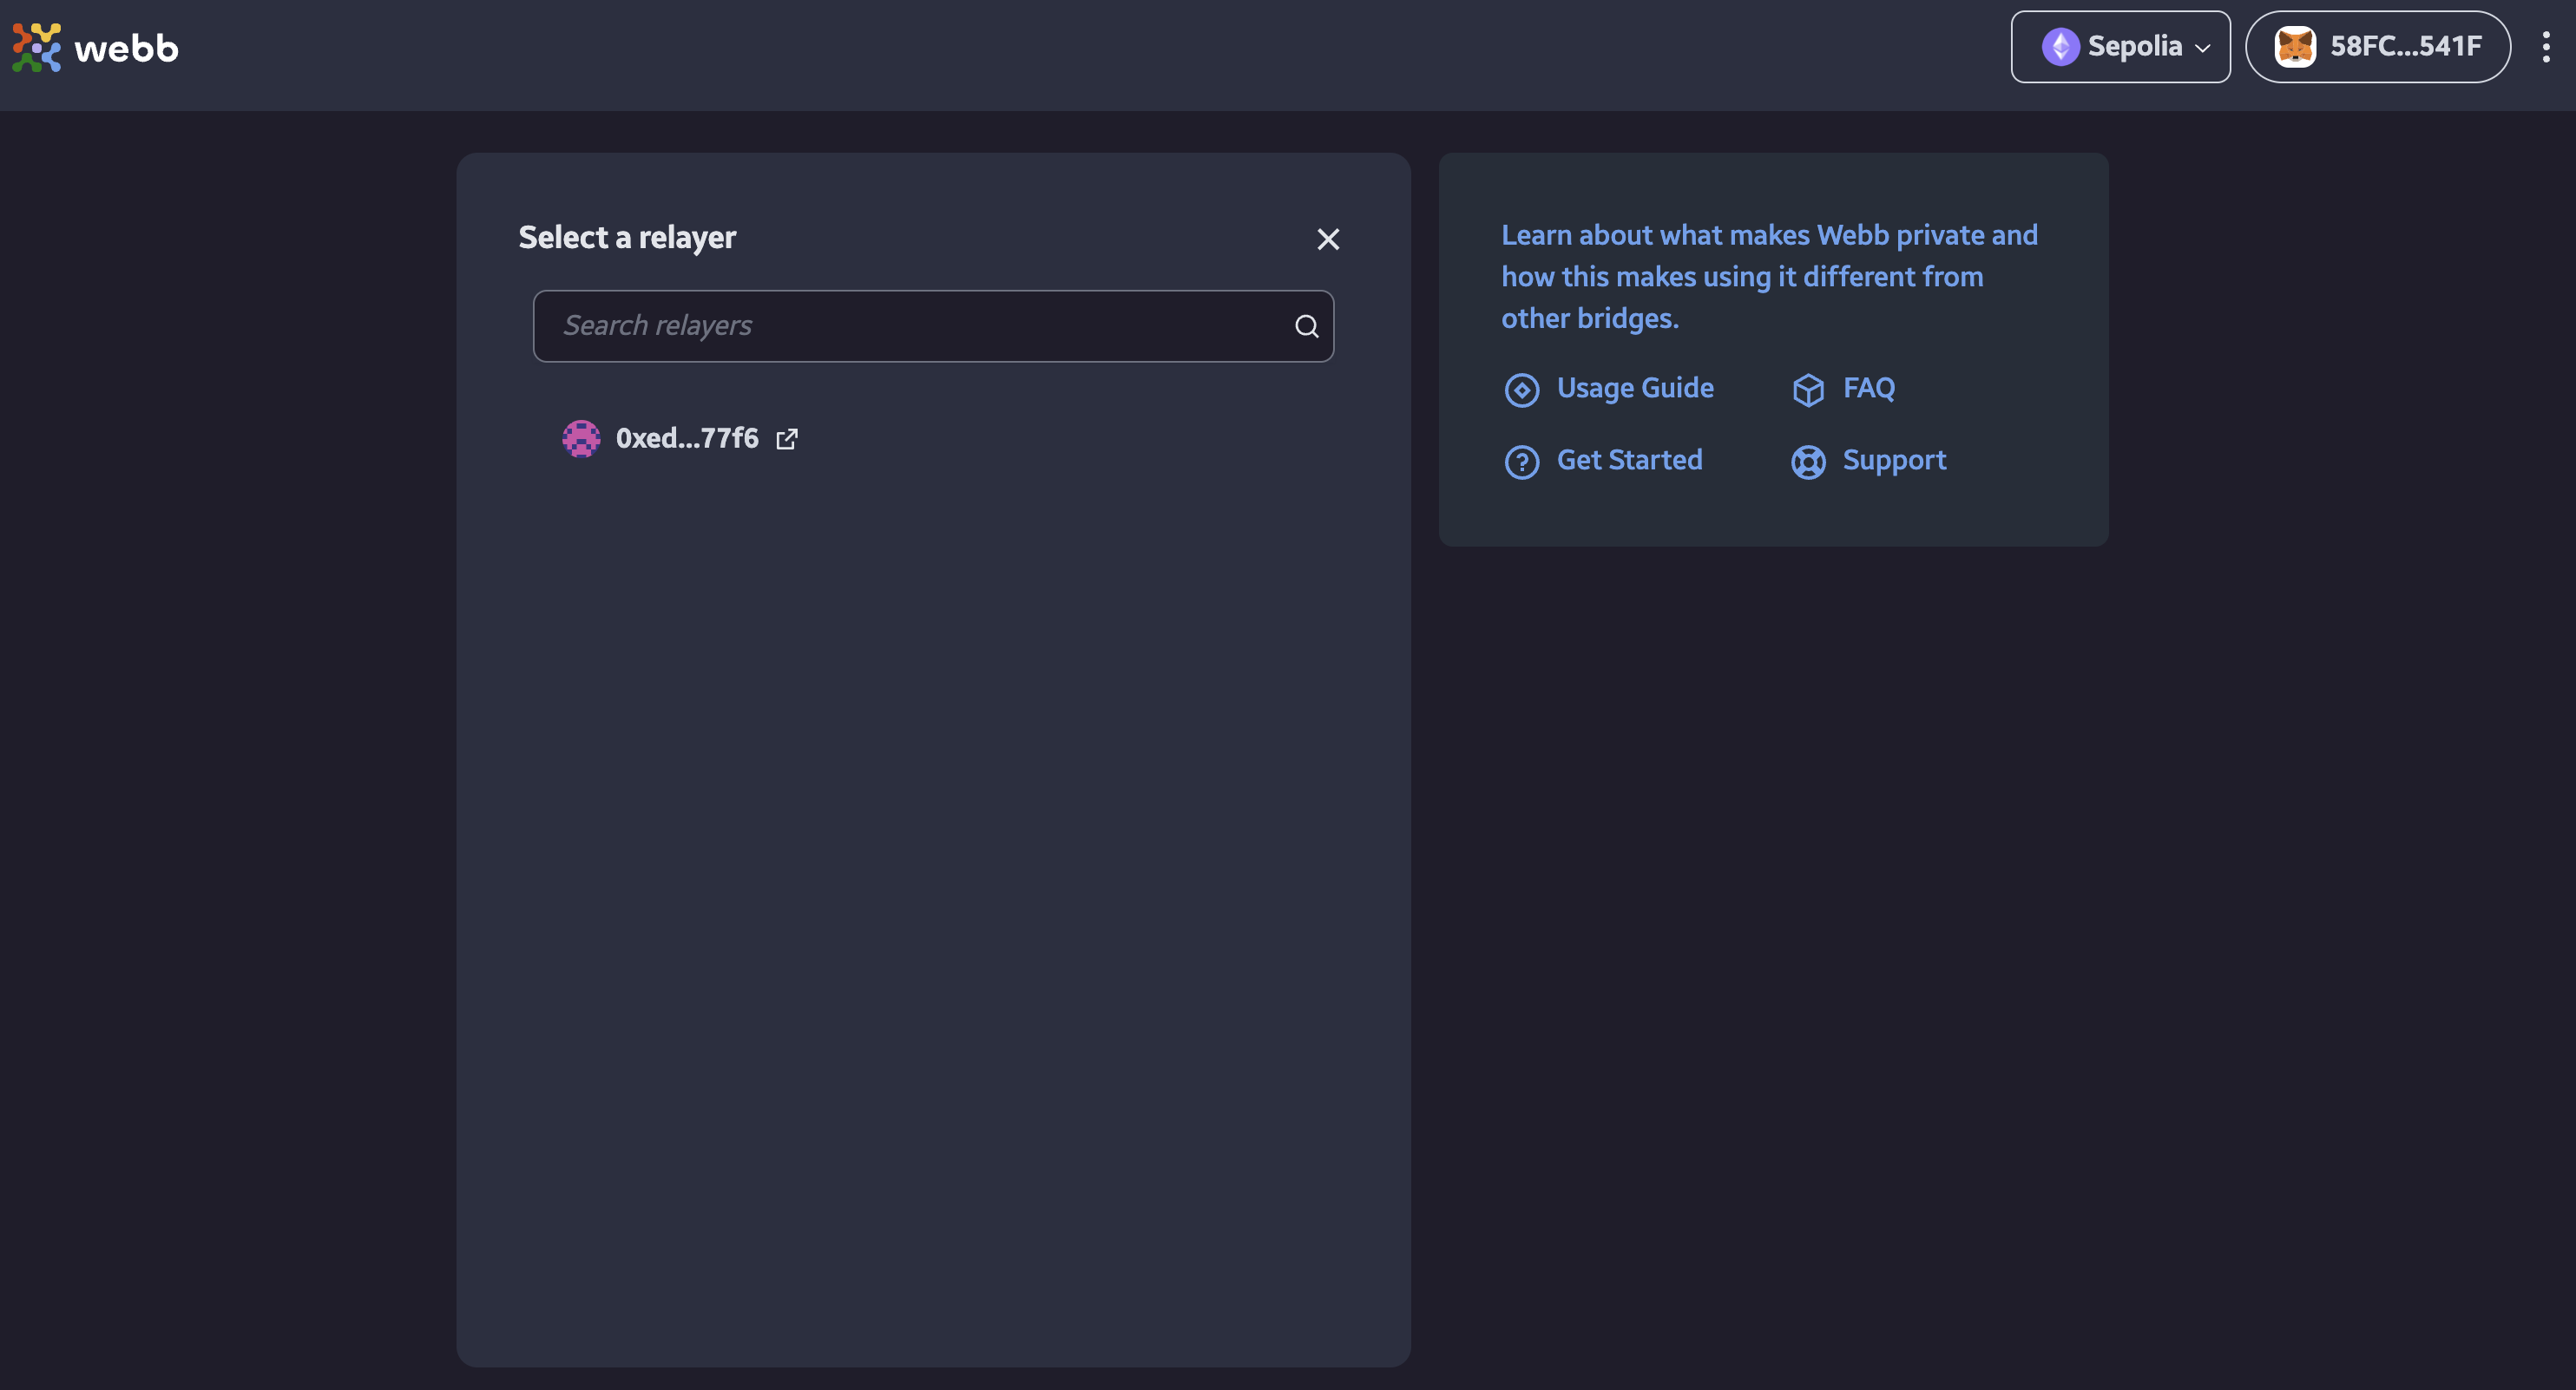 webb
Sepolia
58FC...541F
Select a relayer
Search relayers
0xed...77f6
Learn about what makes Webb private and
how this makes using it different from
other bridges.
Usage Guide
FAQ
Get Started
Support